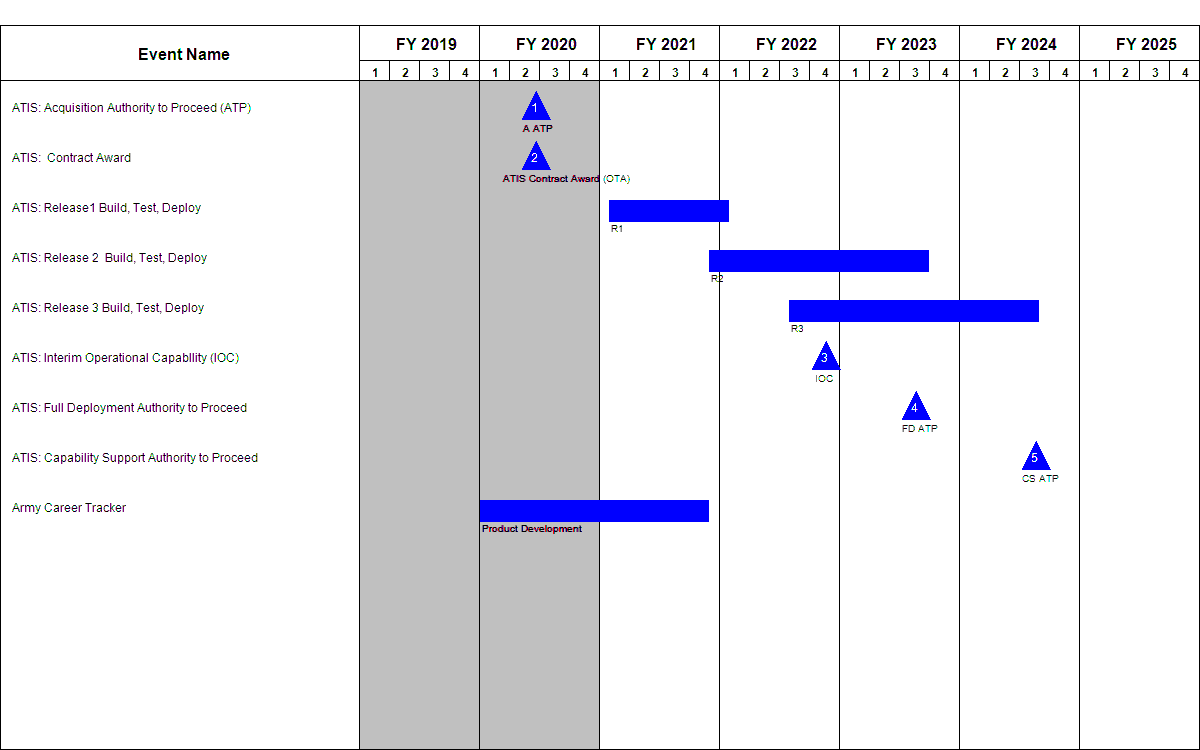 Event Name
FY 2019 FY 2020 FY 2021 FY 2022 FY 2023 FY 2024 FY 2025
1 2 3 4 1 2 3 4 1 2 3 4 1 2 3 4 1 2 3 4 1 2 3 4 1 2 3 4
ATIS: Acquisition Authority to Proceed (ATP)
1
A ATP
ATIS: Contract Award
2
ATIS Contract Award (OTA)
ATIS: Release1 Build, Test, Deploy
R1
ATIS: Release 2 Build, Test, Deploy
R2
ATIS: Release 3 Build, Test, Deploy
R3
ATIS: Interim Operational Capabllity (IOC)
3
IOC
ATIS: Full Deployment Authority to Proceed
4
FD ATP
ATIS: Capability Support Authority to Proceed
5
CS ATP
Army Career Tracker
Product Development